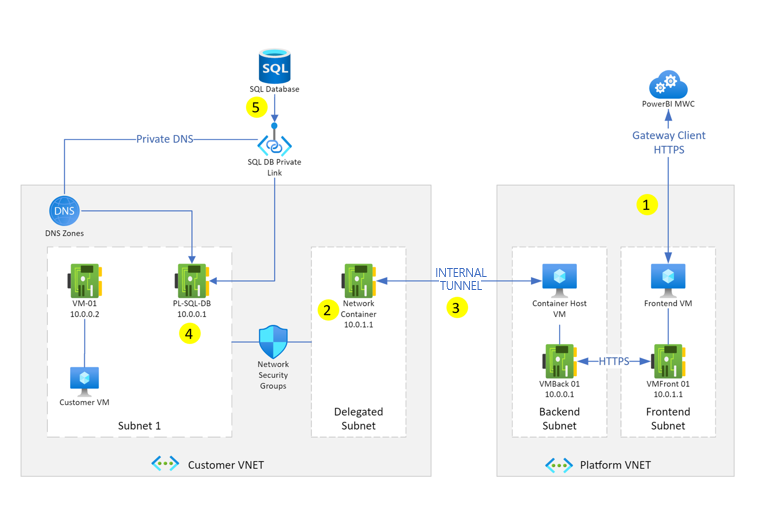 SQL
SQL Database
5
PowerBI MWC
Private DNS
Gateway Client
HTTPS
SQL DB Private
Link
1
DNS
DNS Zones
INTERNAL
TUNNEL
3
VM-01
10.0.0.2
PL-SQL-DB
10.0.0.1
4
2
Network
Container
10.0.1.1
Container Host
VM
Frontend VM
Network
Security
Groups
HTTPS
VMBack 01
10.0.0.1
VMFront 01
10.0.1.1
Customer VM
Subnet 1
Delegated
Subnet
Backend
Subnet
Frontend
Subnet
Customer VNET
Platform VNET